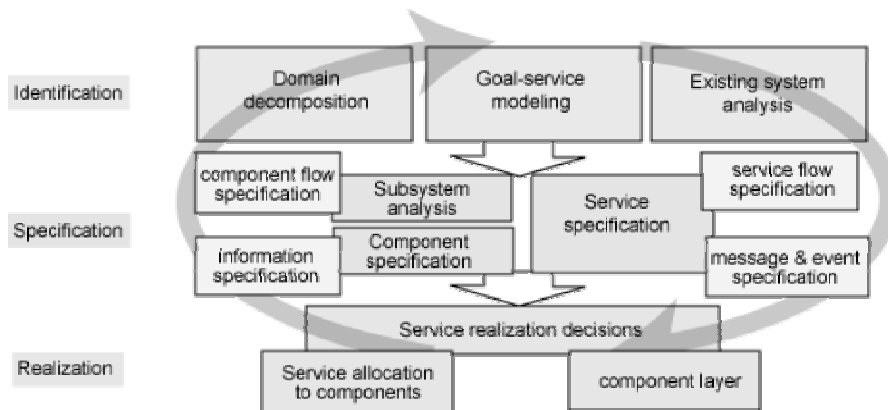 Identification
Domain
decomposition
Goal-service
modeling
Existing system
analysis
Specification
component flow
specification
Subsystem
analysis
information
specification
Component
specification
Service
specification
service flow
specification
message & event
specification
Realization
Service realization decisions
Service allocation
to components
component layer